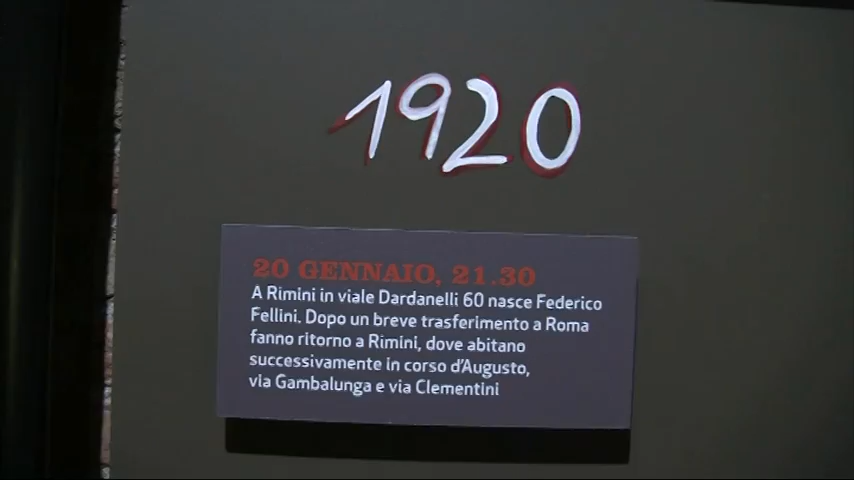 1920
20 GENNAIO, 21.30
A Rimini in viale Dardanelli 60 nasce Federico
Fellini. Dopo un breve trasferimento a Roma
fanno ritorno a Rimini, dove abitano
successivamente in corso d'Augusto,
via Gambalunga e via Clementini